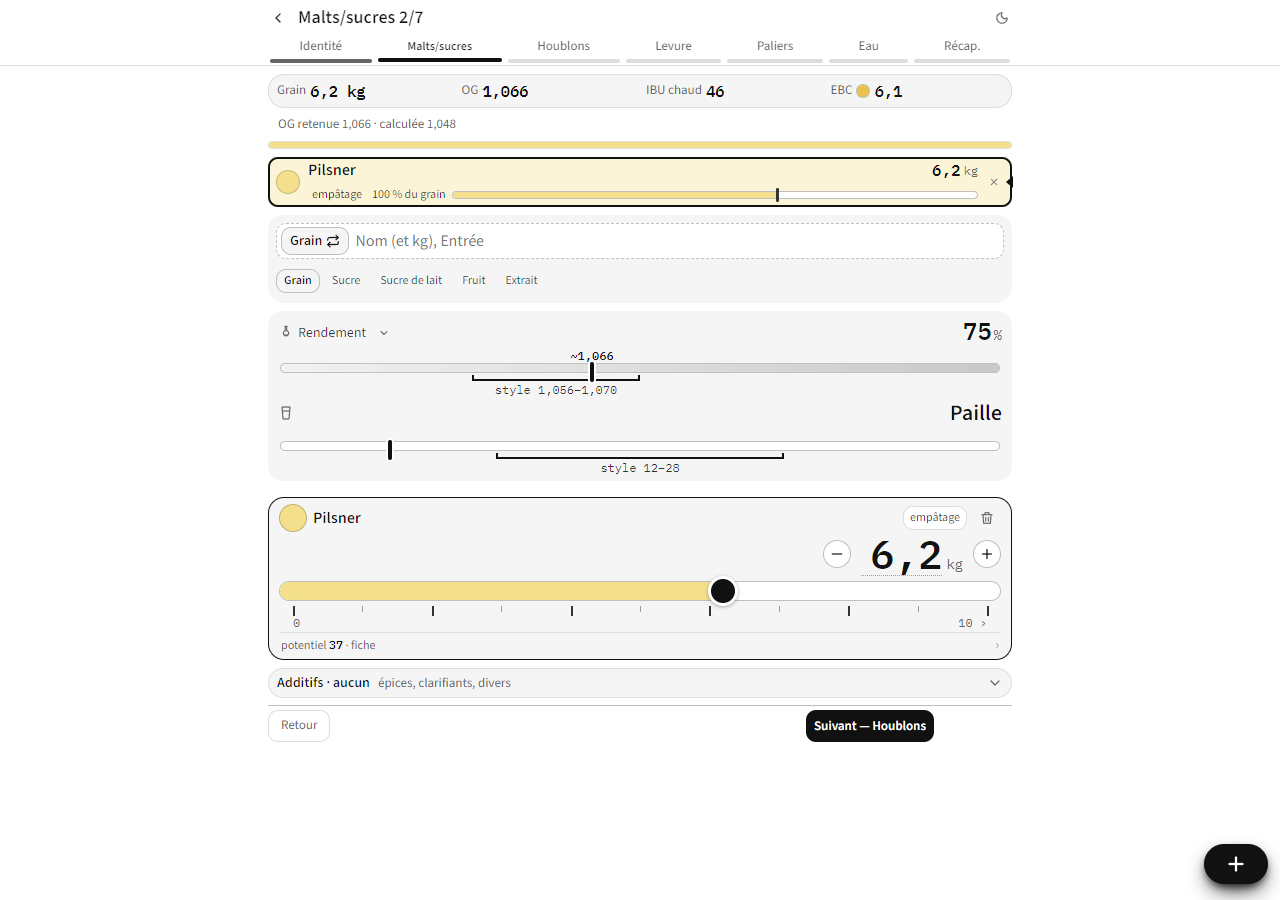 Malts/sucres 2/7
Identité Malts/sucres Houblons Levure Paliers Eau Récap.
Grain 6,2 kg OG 1,066 IBU chaud 46 EBC 6,1
OG retenue 1,066 · calculée 1,048
Pilsner 6,2 kg ×
empâtage 100 % du grain
Grain Nom (et kg), Entrée
Grain Sucre Sucre de lait Fruit Extrait
Rendement 75%
~1,066
style 1,056–1,070
Paille
style 12–28
Pilsner empâtage
− 6,2 kg +
0 10 ›
potentiel 37 · fiche ›
Additifs · aucun épices, clarifiants, divers
Retour Suivant — Houblons
+